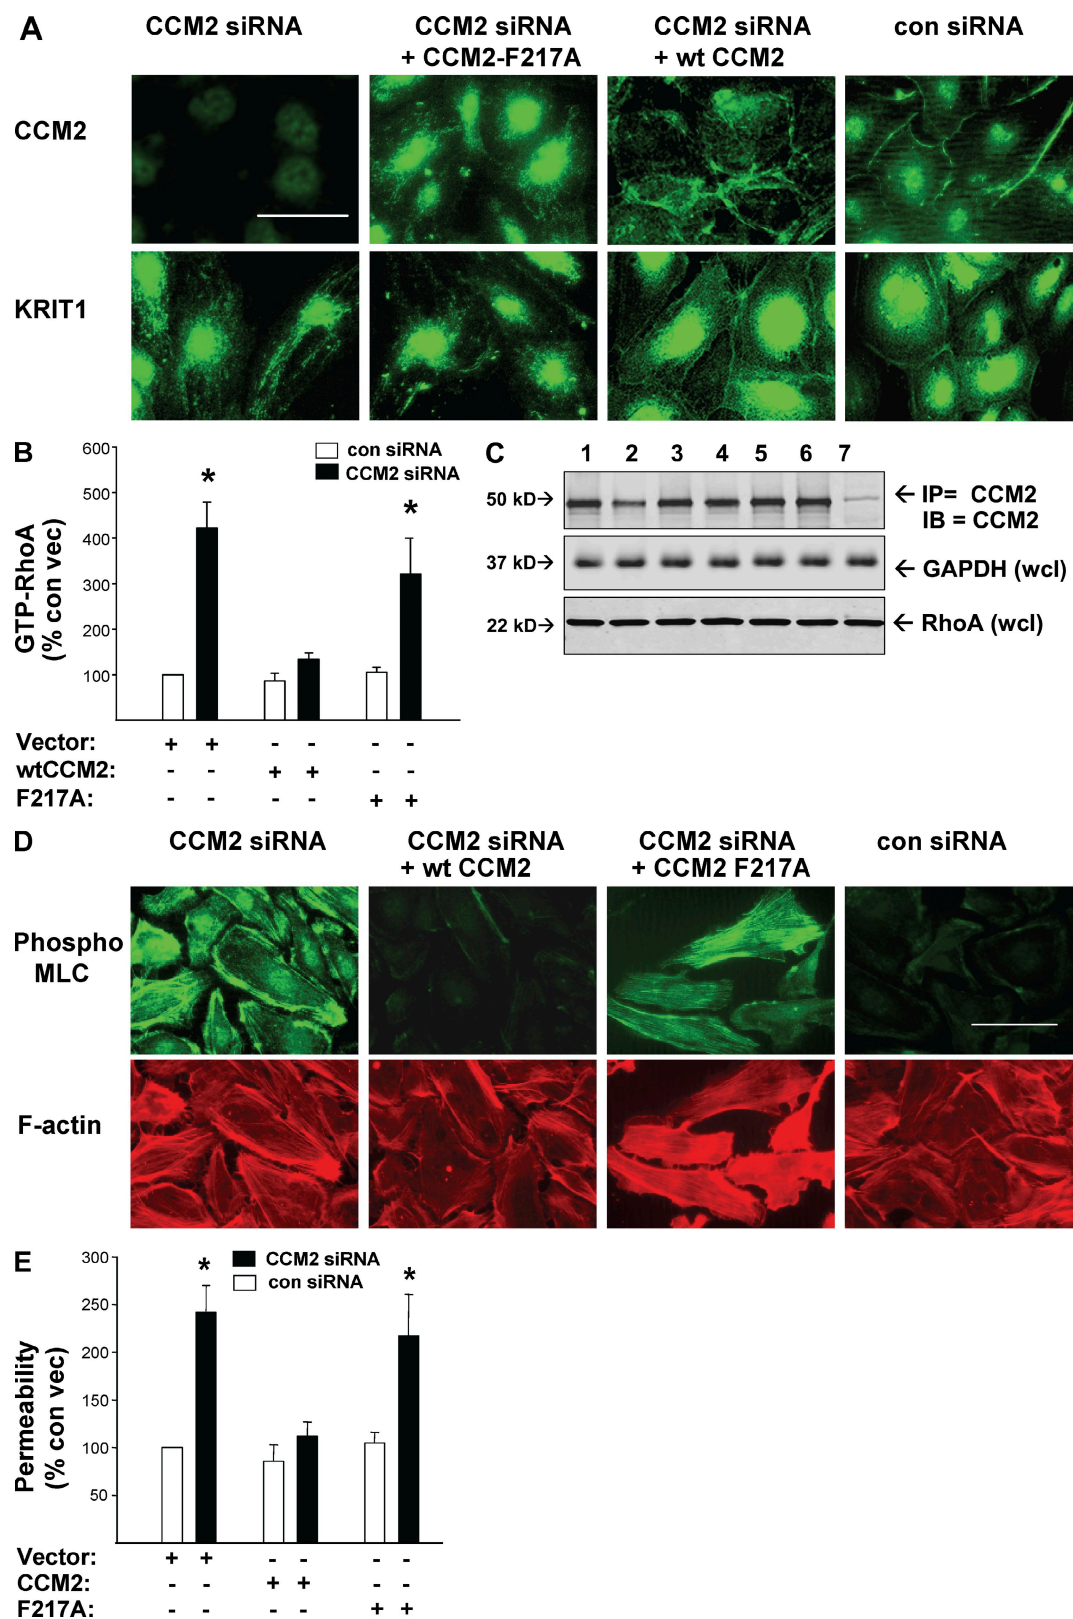 A
CCM2 siRNA
CCM2 siRNA
+ CCM2-F217A
CCM2 siRNA
+ wt CCM2
con siRNA
CCM2
KRIT1
B
600
500
400
300
200
100
GTP-RhoA
(% con vec)
con siRNA
CCM2 siRNA
*
*
Vector: + + - - - -
wtCCM2: - - + + - -
F217A: - - - - + +
C
1 2 3 4 5 6 7
50 kD→
← IP= CCM2
IB = CCM2
37 kD→
← GAPDH (wcl)
22 kD→
← RhoA (wcl)
D
CCM2 siRNA
CCM2 siRNA
+ wt CCM2
CCM2 siRNA
+ CCM2 F217A
con siRNA
Phospho
MLC
F-actin
E
300
250
200
150
100
50
Permeability
(% con vec)
CCM2 siRNA
con siRNA
*
*
Vector: + + - - - -
CCM2: - - + + - -
F217A: - - - - + +